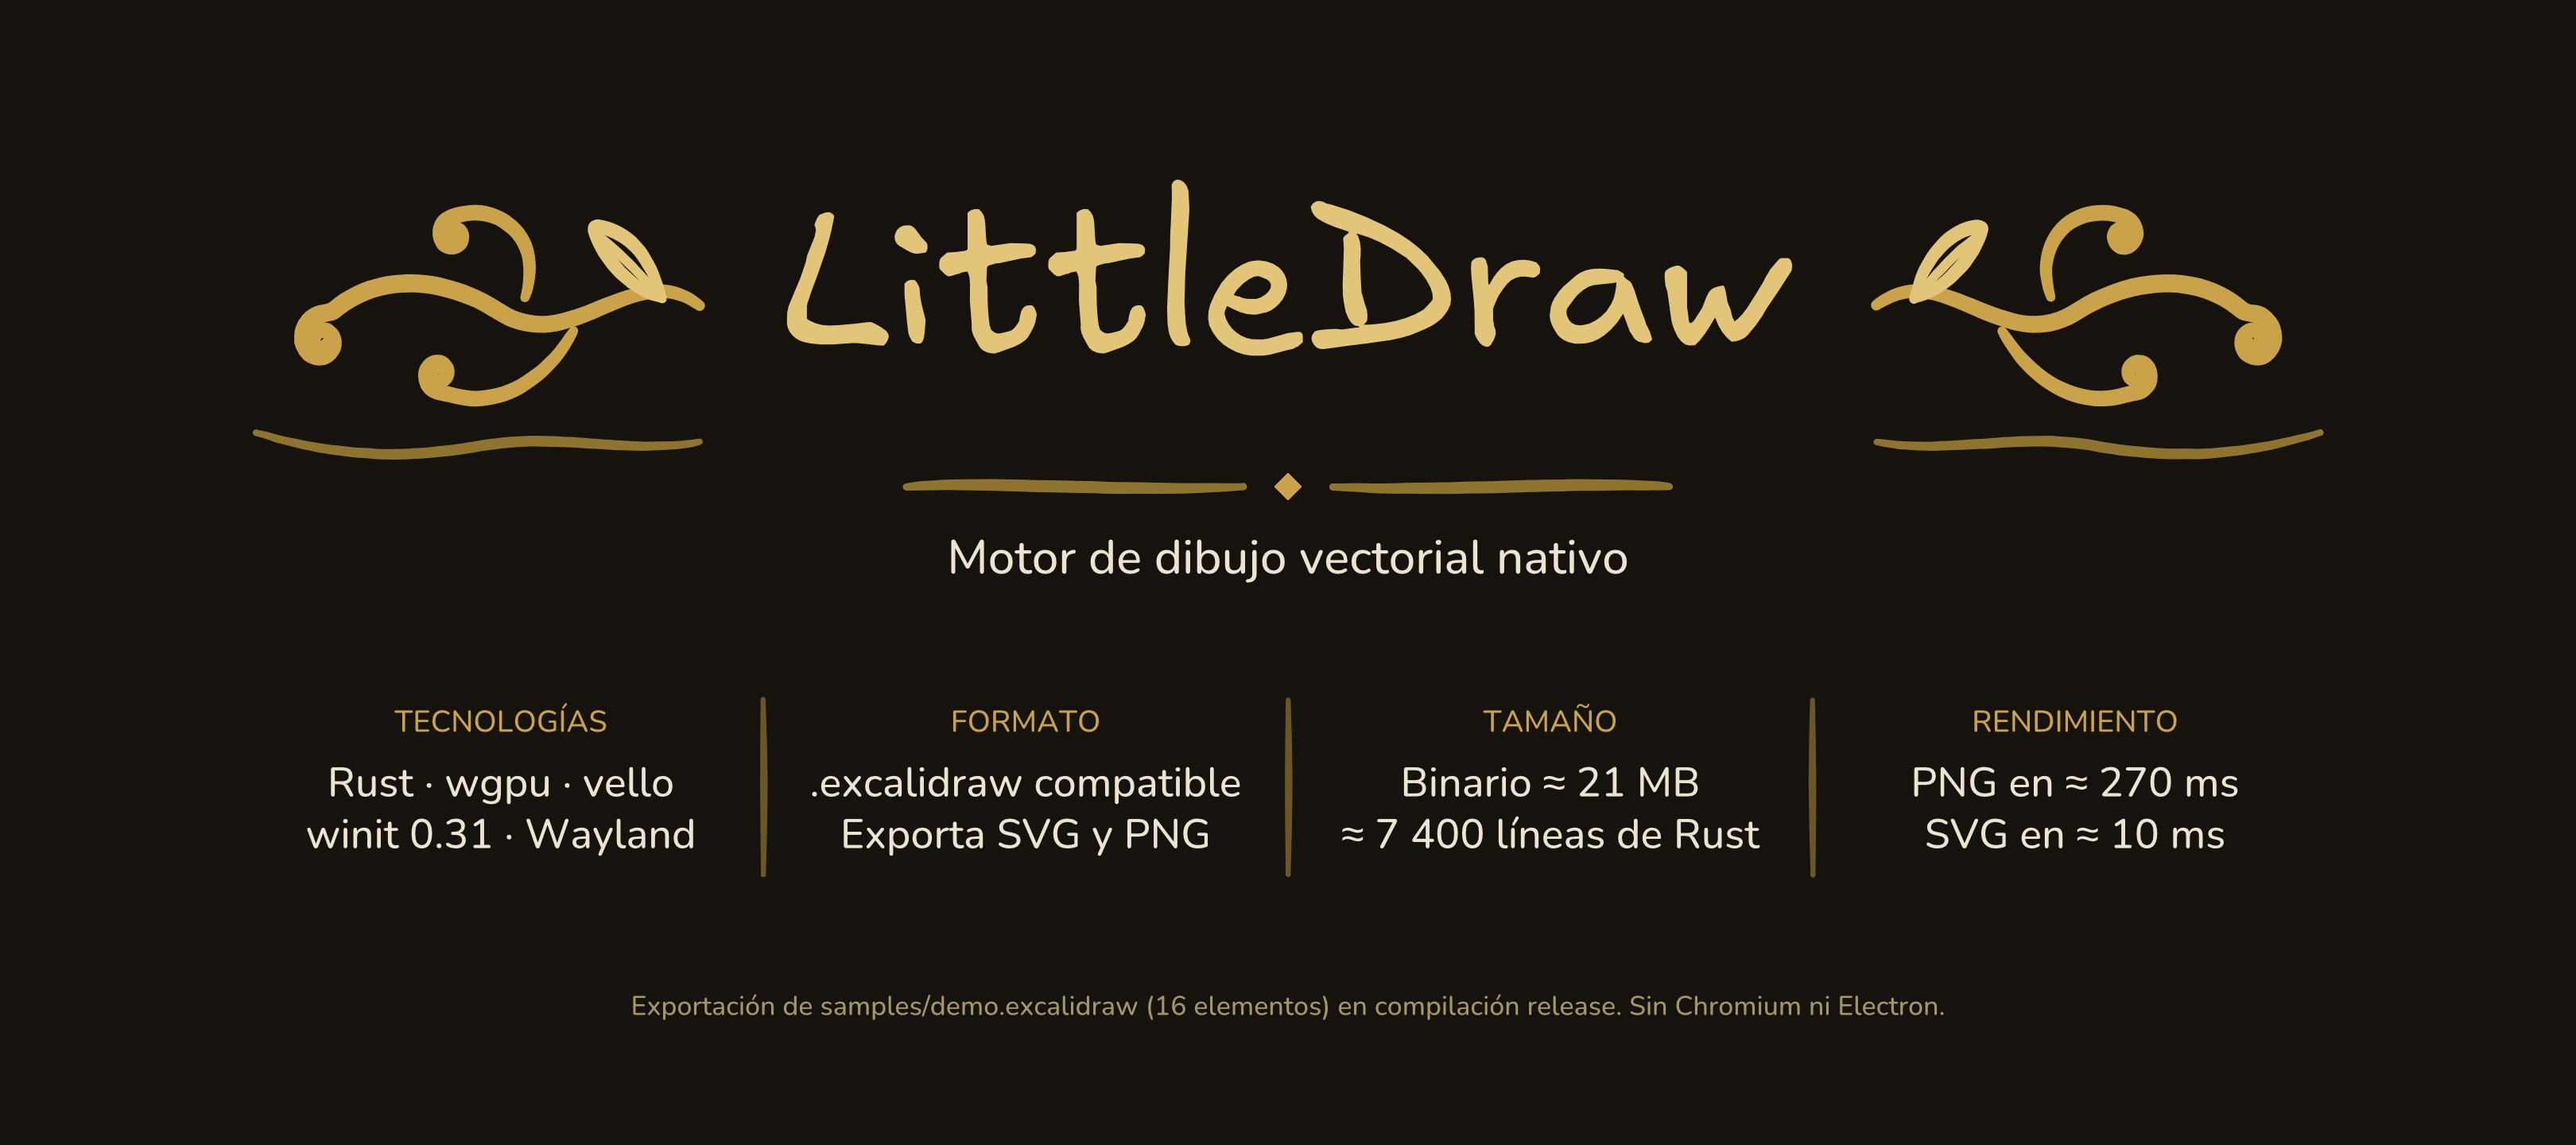 LittleDraw
Motor de dibujo vectorial nativo
TECNOLOGÍAS
Rust · wgpu · vello
winit 0.31 · Wayland
FORMATO
.excalidraw compatible
Exporta SVG y PNG
TAMAÑO
Binario ≈ 21 MB
≈ 7 400 líneas de Rust
RENDIMIENTO
PNG en ≈ 270 ms
SVG en ≈ 10 ms
Exportación de samples/demo.excalidraw (16 elementos) en compilación release. Sin Chromium ni Electron.